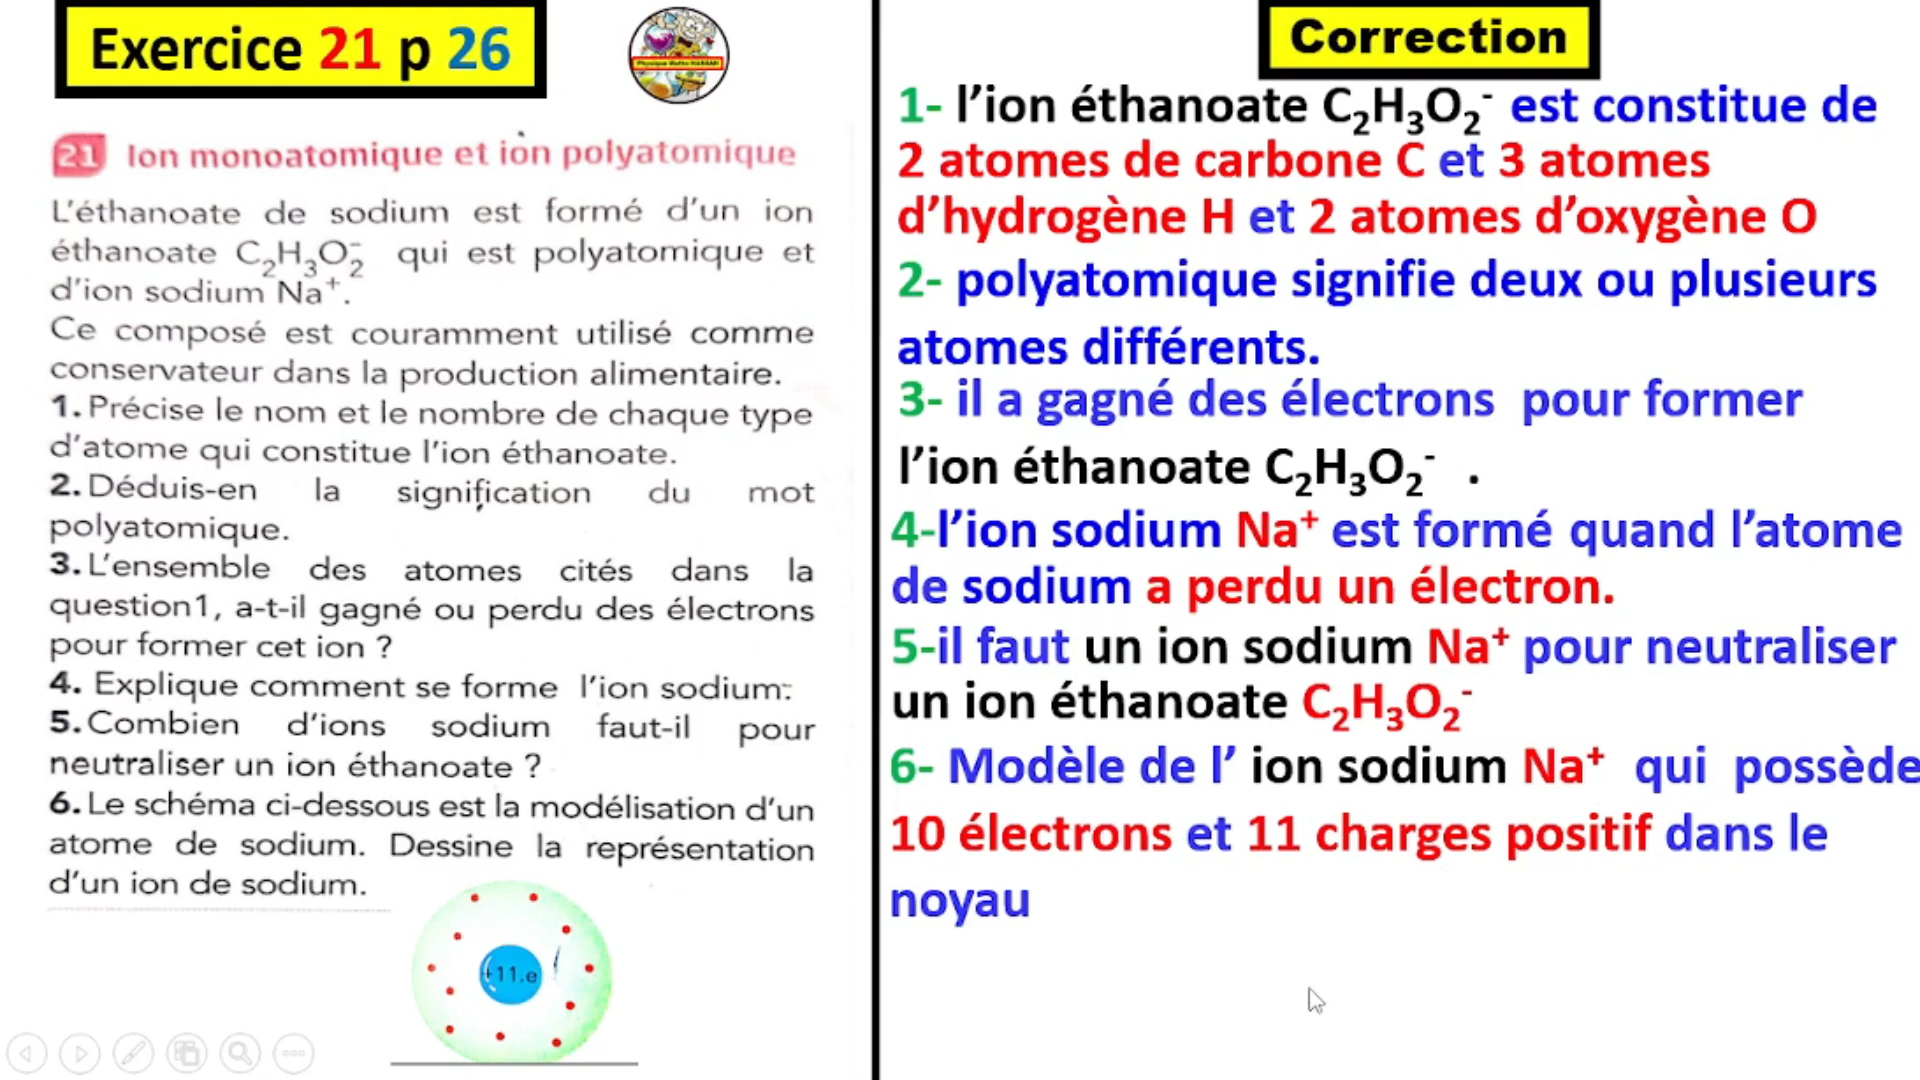 Exercice 21 p 26
Physique Maths HASSAN
21 Ion monoatomique et ion polyatomique
L'éthanoate de sodium est formé d'un ion
éthanoate C₂H₃O₂⁻ qui est polyatomique et
d'ion sodium Na⁺.
Ce composé est couramment utilisé comme
conservateur dans la production alimentaire.
1. Précise le nom et le nombre de chaque type
d'atome qui constitue l'ion éthanoate.
2. Déduis-en la signification du mot
polyatomique.
3. L'ensemble des atomes cités dans la
question1, a-t-il gagné ou perdu des électrons
pour former cet ion ?
4. Explique comment se forme l'ion sodium.
5. Combien d'ions sodium faut-il pour
neutraliser un ion éthanoate ?
6. Le schéma ci-dessous est la modélisation d'un
atome de sodium. Dessine la représentation
d'un ion de sodium.
+11.e
Correction
1- l'ion éthanoate C₂H₃O₂⁻ est constitue de
2 atomes de carbone C et 3 atomes
d'hydrogène H et 2 atomes d'oxygène O
2- polyatomique signifie deux ou plusieurs
atomes différents.
3- il a gagné des électrons pour former
l'ion éthanoate C₂H₃O₂⁻ .
4-l'ion sodium Na⁺ est formé quand l'atome
de sodium a perdu un électron.
5-il faut un ion sodium Na⁺ pour neutraliser
un ion éthanoate C₂H₃O₂⁻
6- Modèle de l' ion sodium Na⁺ qui possède
10 électrons et 11 charges positif dans le
noyau